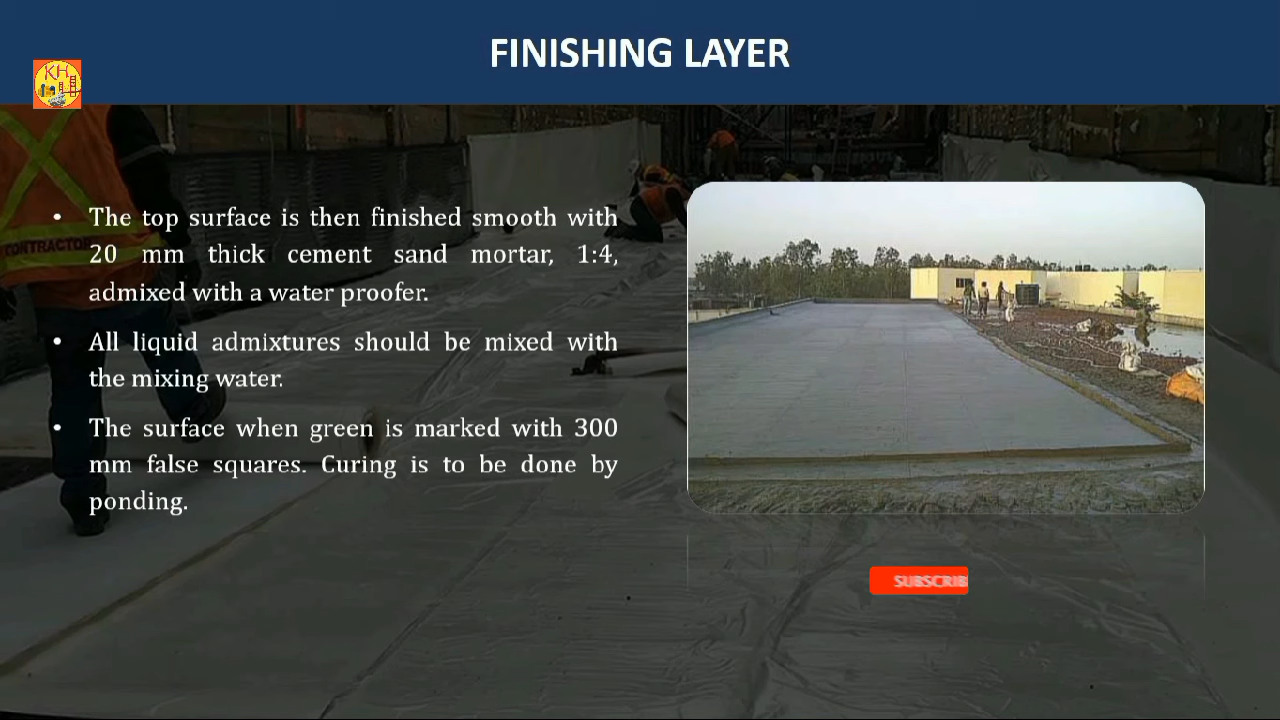 FINISHING LAYER
KH
• The top surface is then finished smooth with
20 mm thick cement sand mortar, 1:4,
admixed with a water proofer.
• All liquid admixtures should be mixed with
the mixing water.
• The surface when green is marked with 300
mm false squares. Curing is to be done by
ponding.
CONTRACTO
SUBSCRIB